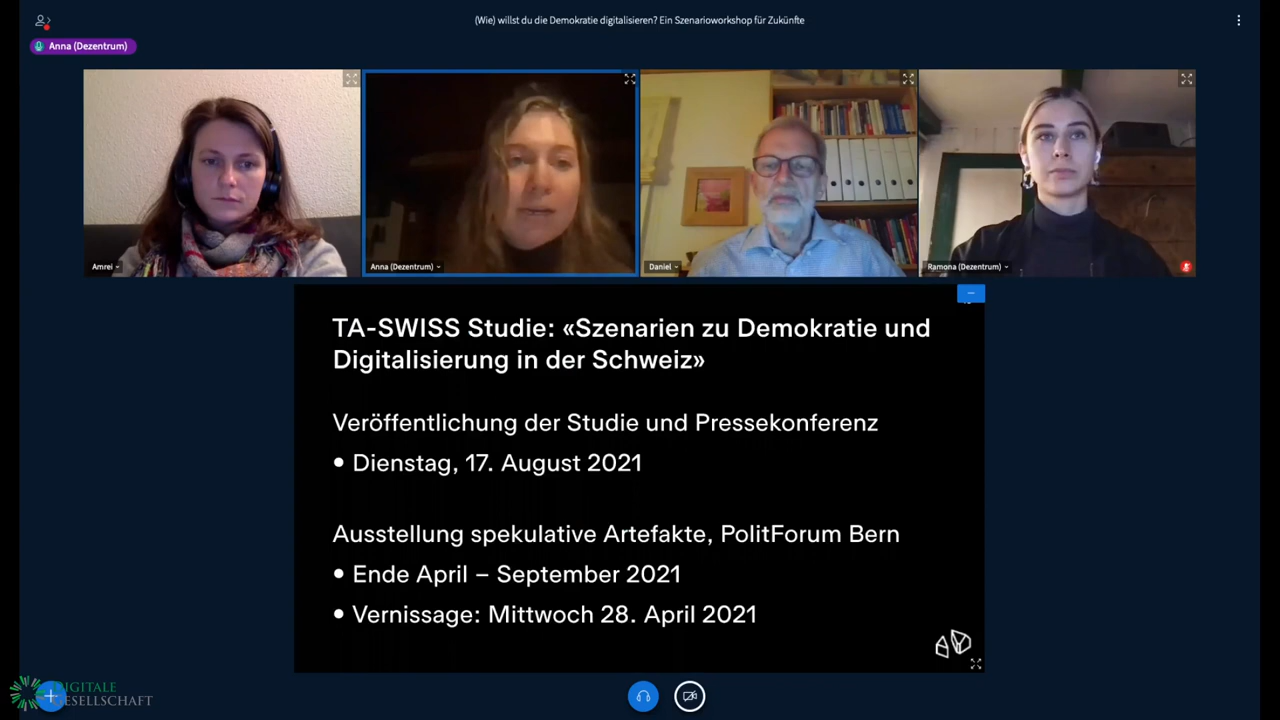 (Wie) willst du die Demokratie digitalisieren? Ein Szenarioworkshop für Zukünfte
Anna (Dezentrum)
Amrei
Anna (Dezentrum)
Daniel
Ramona (Dezentrum)
TA-SWISS Studie: «Szenarien zu Demokratie und
Digitalisierung in der Schweiz»
Veröffentlichung der Studie und Pressekonferenz
• Dienstag, 17. August 2021
Ausstellung spekulative Artefakte, PolitForum Bern
• Ende April – September 2021
• Vernissage: Mittwoch 28. April 2021
DIGITALE
GESELLSCHAFT